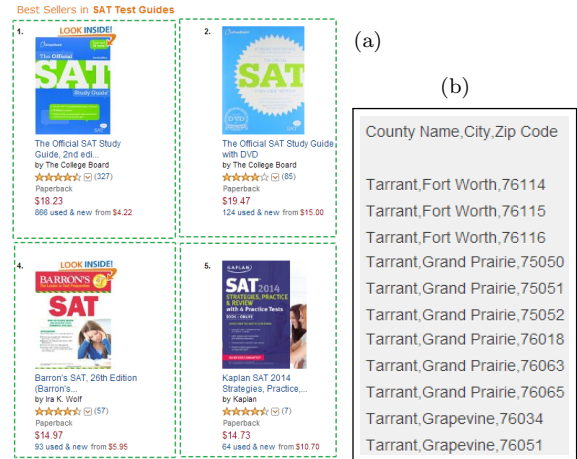 Best Sellers in SAT Test Guides
1.
LOOK INSIDE!
The Official
SAT
Study Guide
The Official SAT Study
Guide, 2nd edi...
by The College Board
(327)
Paperback
$18.23
866 used & new from $4.22
2.
SAT
DVD
The Official SAT Study Guide
with DVD
by The College Board
(85)
Paperback
$19.47
124 used & new from $15.00
4.
LOOK INSIDE!
BARRON'S
SAT
Barron's SAT, 26th Edition
(Barron's...
by Ira K. Wolf
(57)
Paperback
$14.97
93 used & new from $5.95
5.
KAPLAN
SAT 2014
STRATEGIES, PRACTICE
& REVIEW
with 4 Practice Tests
Kaplan SAT 2014
Strategies, Practice,...
by Kaplan
(7)
Paperback
$14.73
64 used & new from $10.70
(a)
(b)
County Name,City,Zip Code
Tarrant,Fort Worth,76114
Tarrant,Fort Worth,76115
Tarrant,Fort Worth,76116
Tarrant,Grand Prairie,75050
Tarrant,Grand Prairie,75051
Tarrant,Grand Prairie,75052
Tarrant,Grand Prairie,76018
Tarrant,Grand Prairie,76063
Tarrant,Grand Prairie,76065
Tarrant,Grapevine,76034
Tarrant,Grapevine,76051